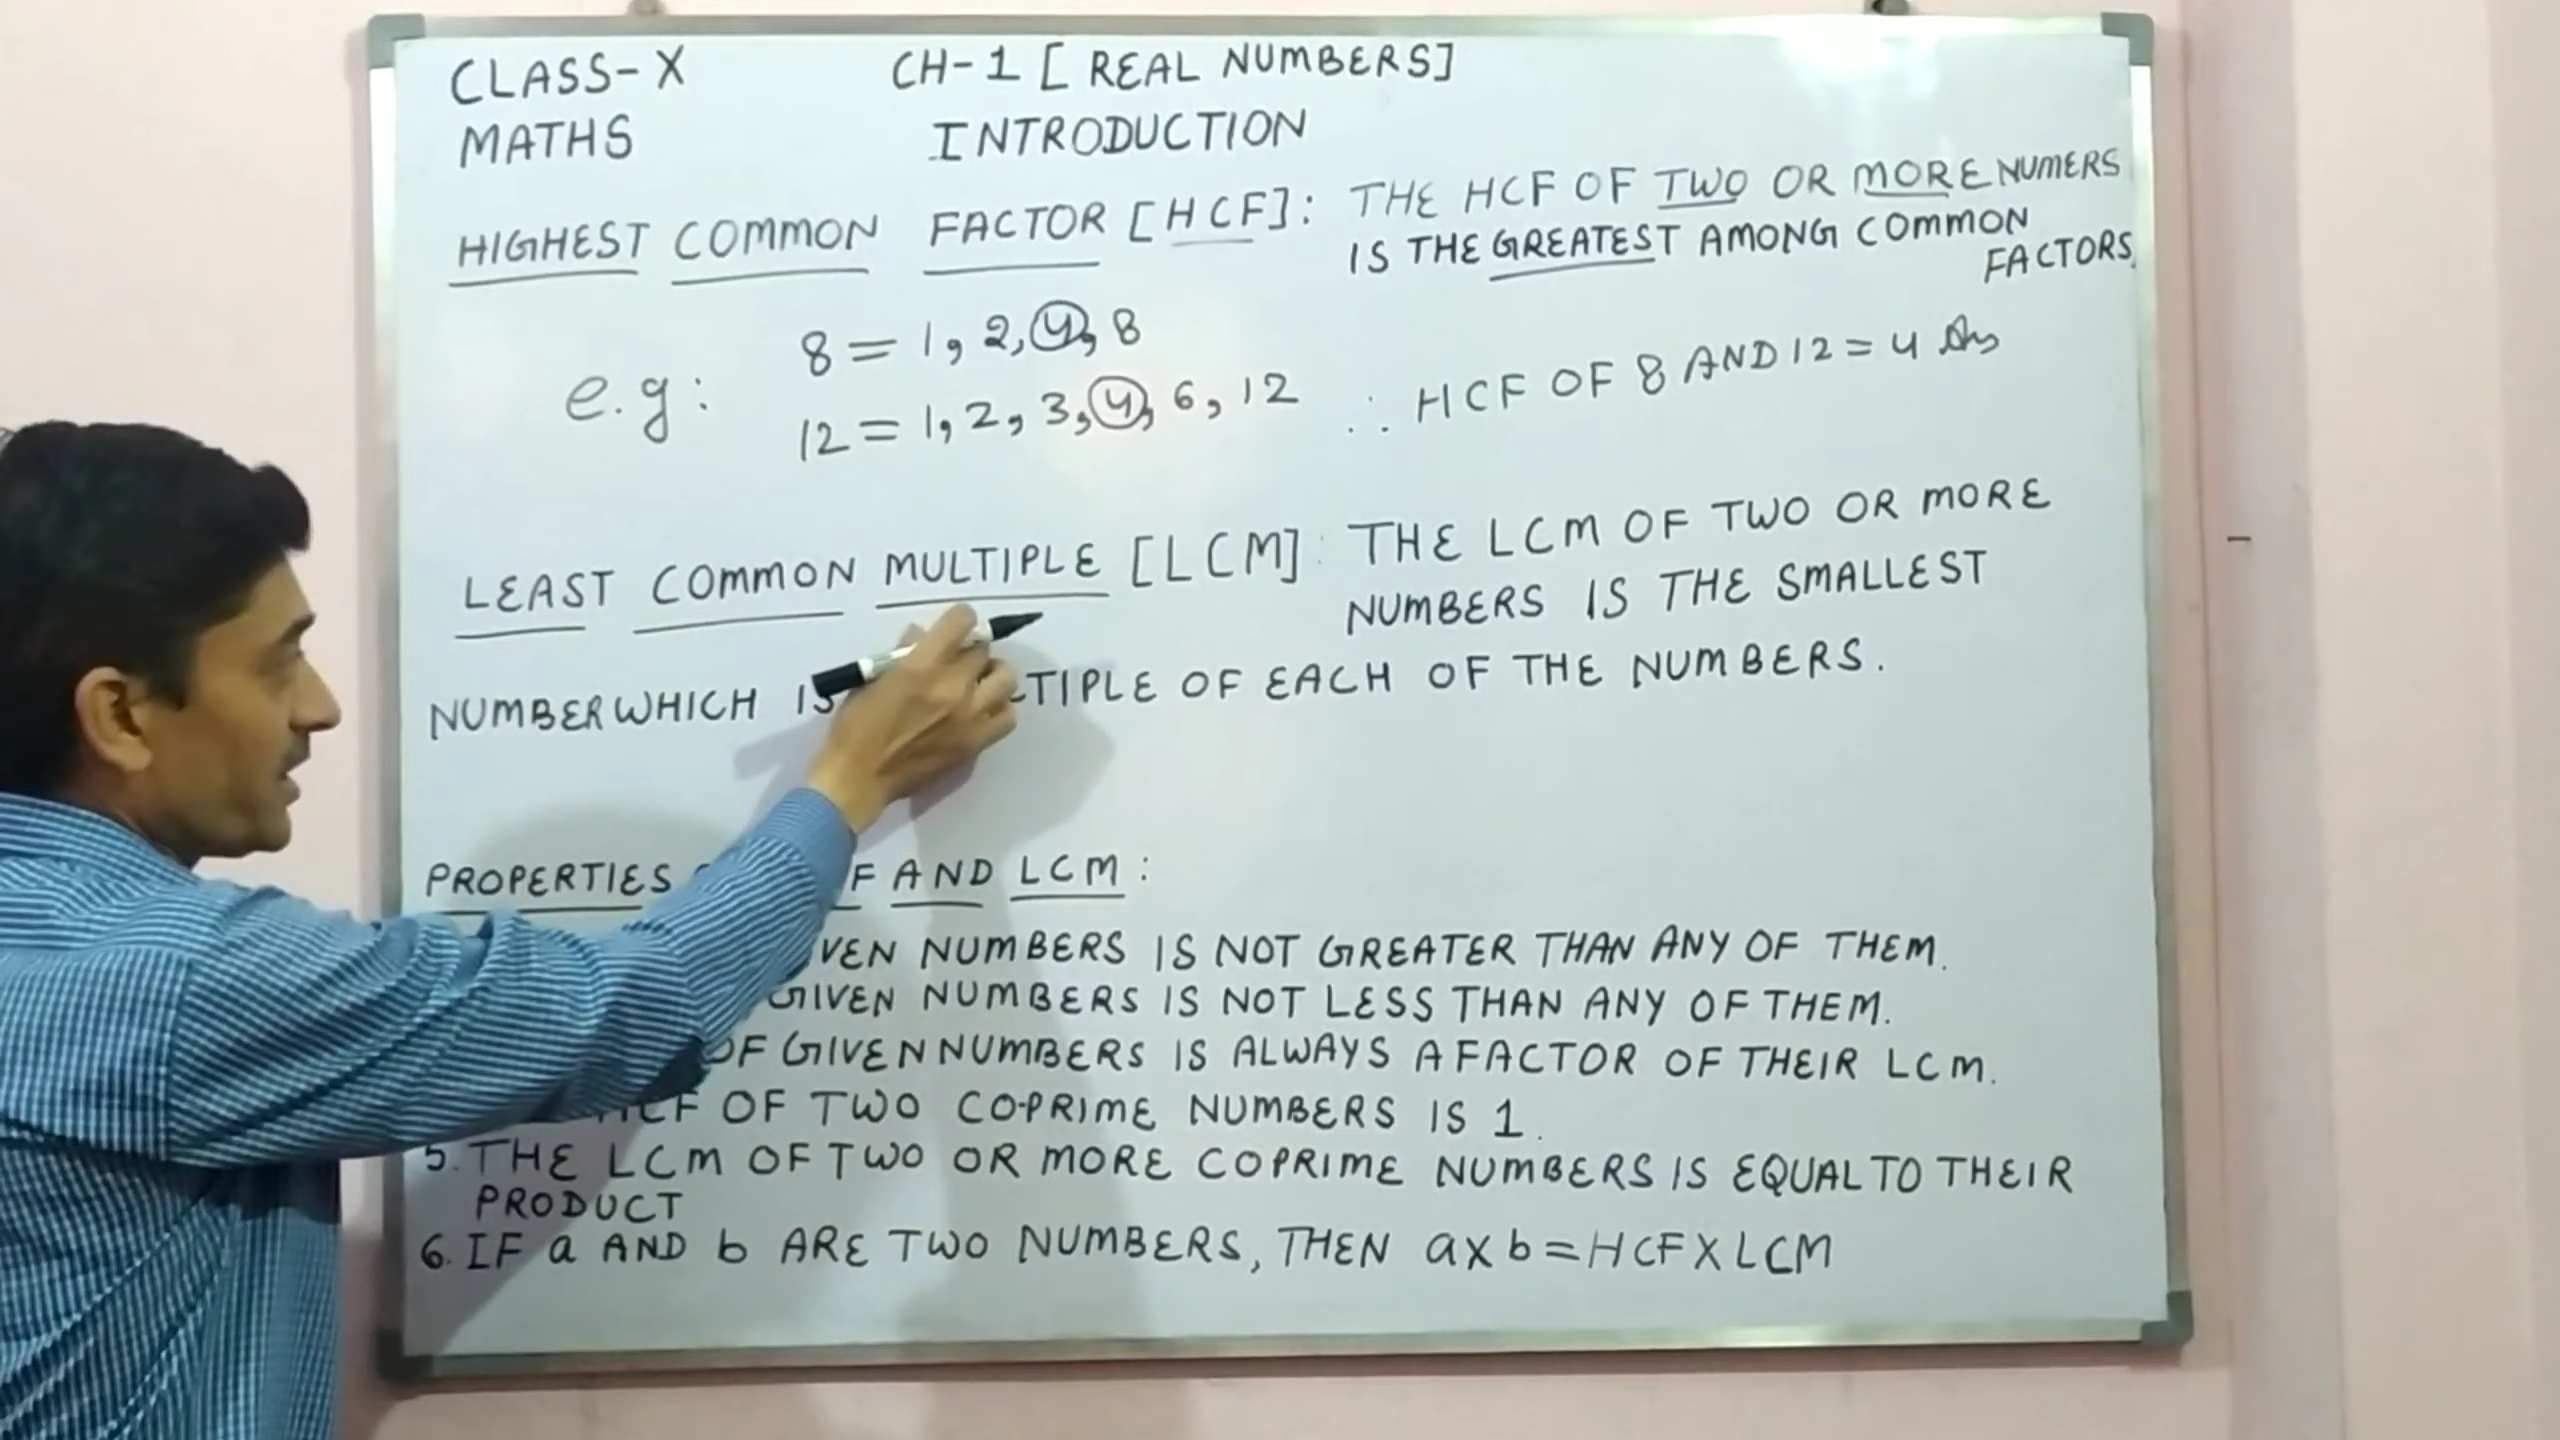 CLASS-X CH-1 [REAL NUMBERS]
MATHS INTRODUCTION
HIGHEST COMMON FACTOR [HCF]: THE HCF OF TWO OR MORE NUMERS
IS THE GREATEST AMONG COMMON
FACTORS.
8 = 1, 2, 4, 8
e.g:
12 = 1, 2, 3, 4, 6, 12 ∴ HCF OF 8 AND 12 = 4 Ans
LEAST COMMON MULTIPLE [LCM]: THE LCM OF TWO OR MORE
NUMBERS IS THE SMALLEST
NUMBER WHICH IS TIPLE OF EACH OF THE NUMBERS.
PROPERTIES F AND LCM:
VEN NUMBERS IS NOT GREATER THAN ANY OF THEM.
GIVEN NUMBERS IS NOT LESS THAN ANY OF THEM.
OF GIVEN NUMBERS IS ALWAYS A FACTOR OF THEIR LCM.
HCF OF TWO CO-PRIME NUMBERS IS 1.
5. THE LCM OF TWO OR MORE COPRIME NUMBERS IS EQUAL TO THEIR
PRODUCT
6. IF a AND b ARE TWO NUMBERS, THEN a X b = HCF X LCM